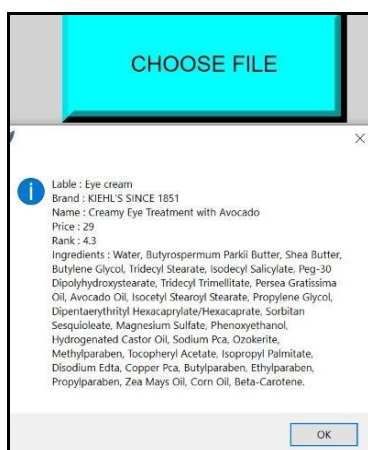 CHOOSE FILE
Lable : Eye cream
Brand : KIEHL'S SINCE 1851
Name : Creamy Eye Treatment with Avocado
Price : 29
Rank : 4.3
Ingredients : Water, Butyrospermum Parkii Butter, Shea Butter,
Butylene Glycol, Tridecyl Stearate, Isodecyl Salicylate, Peg-30
Dipolyhydroxystearate, Tridecyl Trimellitate, Persea Gratissima
Oil, Avocado Oil, Isocetyl Stearoyl Stearate, Propylene Glycol,
Dipentaerythrityl Hexacaprylate/Hexacaprate, Sorbitan
Sesquioleate, Magnesium Sulfate, Phenoxyethanol,
Hydrogenated Castor Oil, Sodium Pca, Ozokerite,
Methylparaben, Tocopheryl Acetate, Isopropyl Palmitate,
Disodium Edta, Copper Pca, Butylparaben, Ethylparaben,
Propylparaben, Zea Mays Oil, Corn Oil, Beta-Carotene.
OK